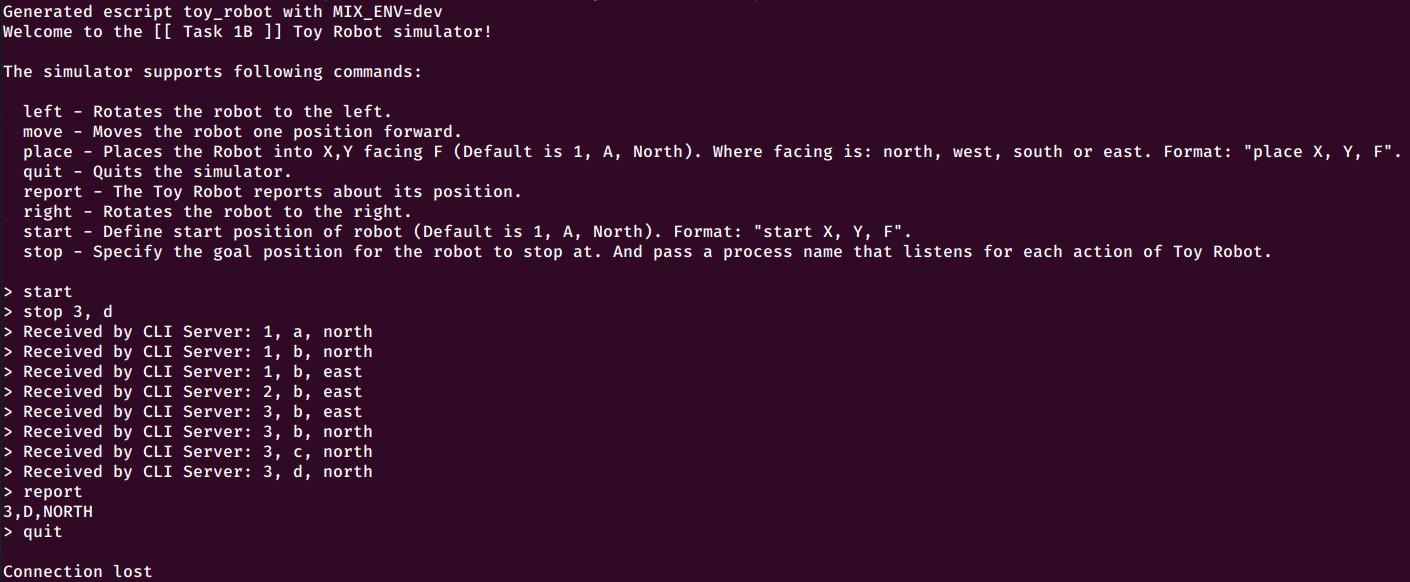 Generated escript toy_robot with MIX_ENV=dev
Welcome to the [[ Task 1B ]] Toy Robot simulator!
The simulator supports following commands:
left - Rotates the robot to the left.
move - Moves the robot one position forward.
place - Places the Robot into X,Y facing F (Default is 1, A, North). Where facing is: north, west, south or east. Format: "place X, Y, F".
quit - Quits the simulator.
report - The Toy Robot reports about its position.
right - Rotates the robot to the right.
start - Define start position of robot (Default is 1, A, North). Format: "start X, Y, F".
stop - Specify the goal position for the robot to stop at. And pass a process name that listens for each action of Toy Robot.
> start
> stop 3, d
> Received by CLI Server: 1, a, north
> Received by CLI Server: 1, b, north
> Received by CLI Server: 1, b, east
> Received by CLI Server: 2, b, east
> Received by CLI Server: 3, b, east
> Received by CLI Server: 3, b, north
> Received by CLI Server: 3, c, north
> Received by CLI Server: 3, d, north
> report
3,D,NORTH
> quit
Connection lost